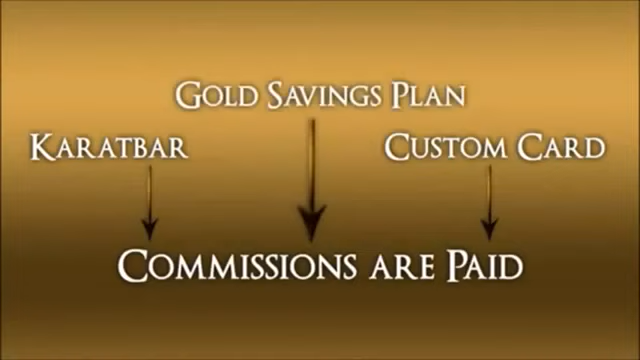 Gold Savings Plan
Karatbar
Custom Card
Commissions are Paid